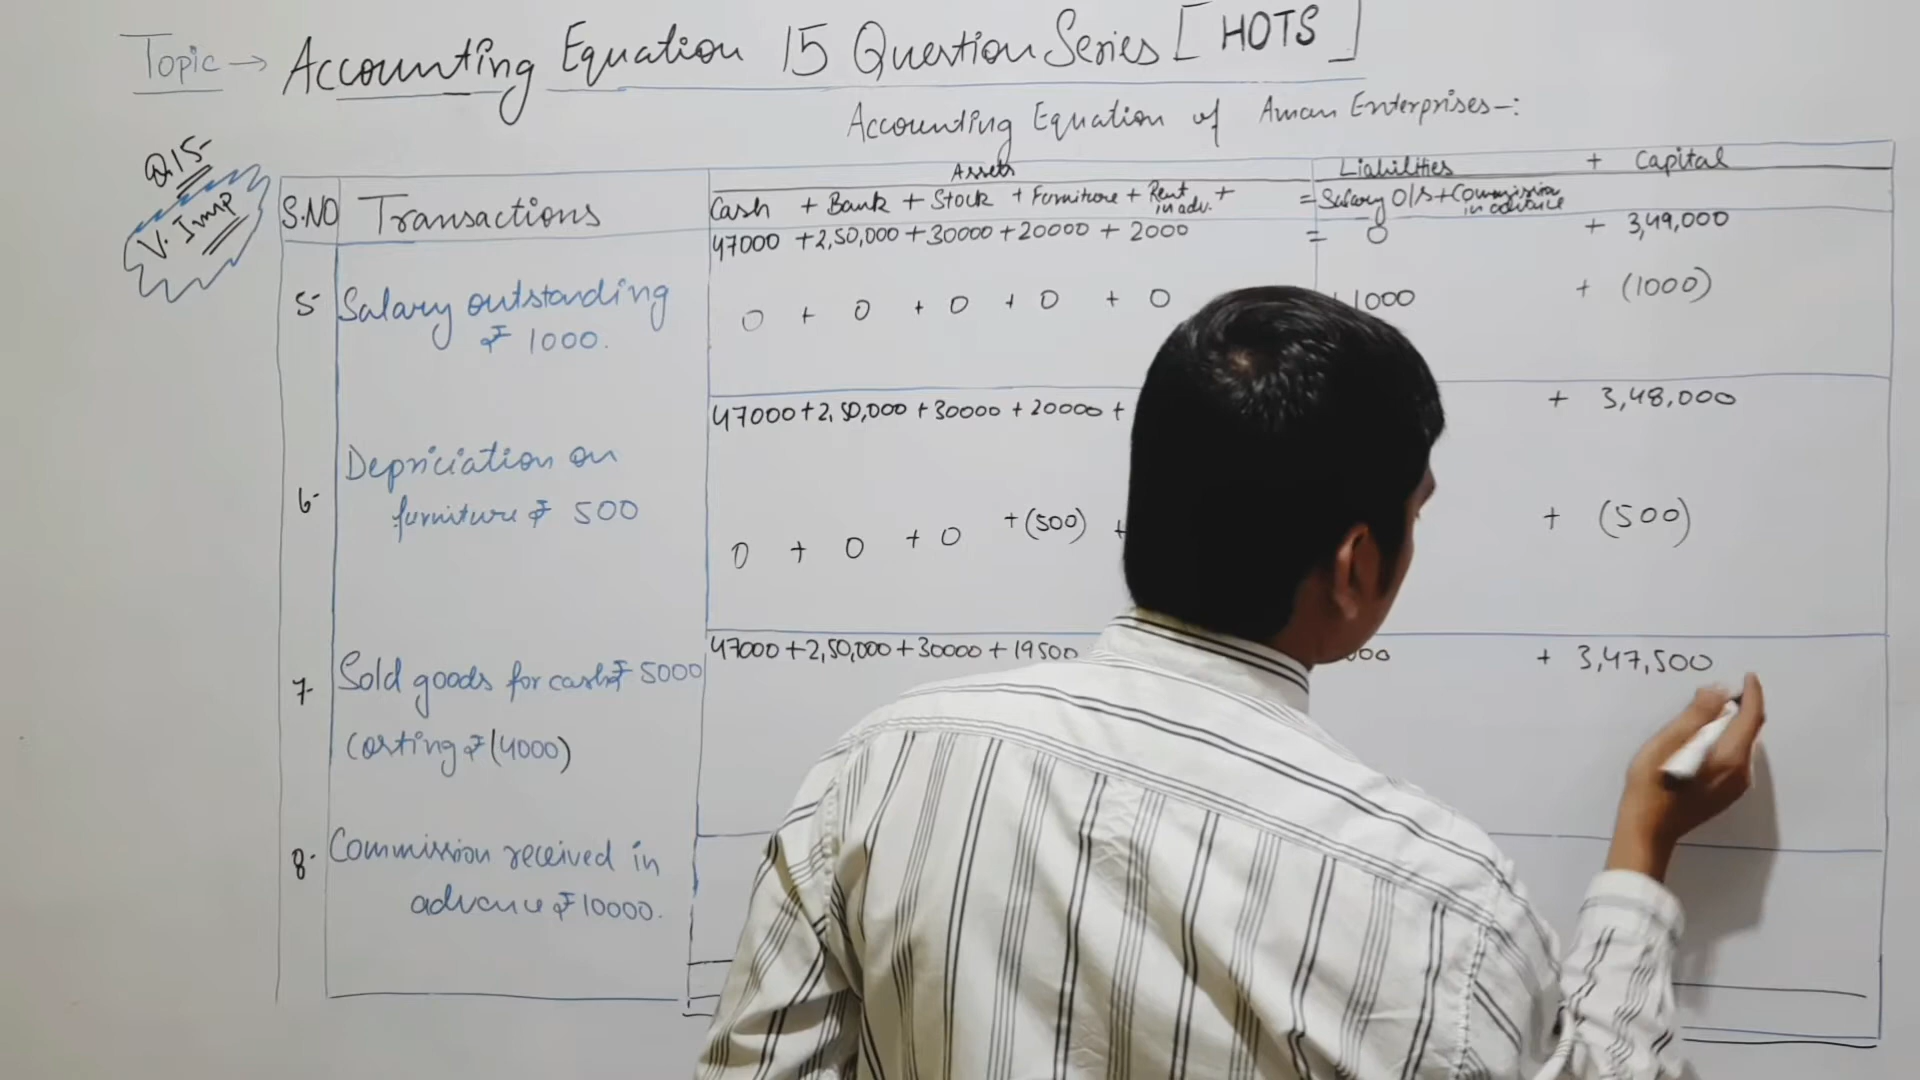 Topic → Accounting Equation 15 Question Series [ HOTS ]
Accounting Equation of Aman Enterprises-:
Q.15-
V. Imp
Assets Liabilities + Capital
S.NO Transactions Cash + Bank + Stock + Furniture + Rent in adv. + = Salary O/s + Commission in advance
47000 + 2,50,000 + 30000 + 20000 + 2000 = 0 + 3,49,000
5- Salary outstanding 0 + 0 + 0 + 0 + 0 1000 + (1000)
₹ 1000.
47000 + 2,50,000 + 30000 + 20000 + + 3,48,000
6- Depriciation on
furniture ₹ 500 0 + 0 + 0 + (500) + + (500)
47000 + 2,50,000 + 30000 + 19500 + 3,47,500
7- Sold goods for cash ₹ 5000
Costing ₹ (4000)
8- Commission received in
advance ₹ 10000.